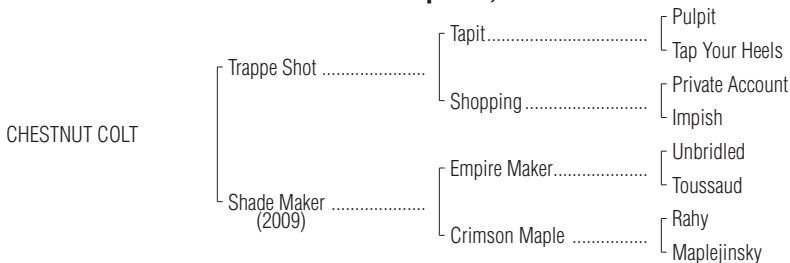 Pulpit
Tapit
Tap Your Heels
Trappe Shot
Private Account
Shopping
Impish
CHESTNUT COLT
Unbridled
Empire Maker
Toussaud
Shade Maker
(2009)
Rahy
Crimson Maple
Maplejinsky